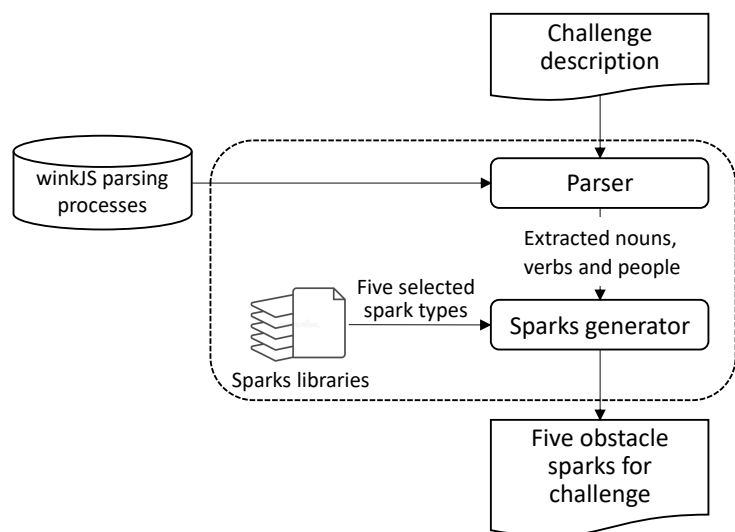 Challenge
description
winkJS parsing
processes
Parser
Extracted nouns,
verbs and people
Five selected
spark types
Sparks generator
Sparks libraries
Five obstacle
sparks for
challenge